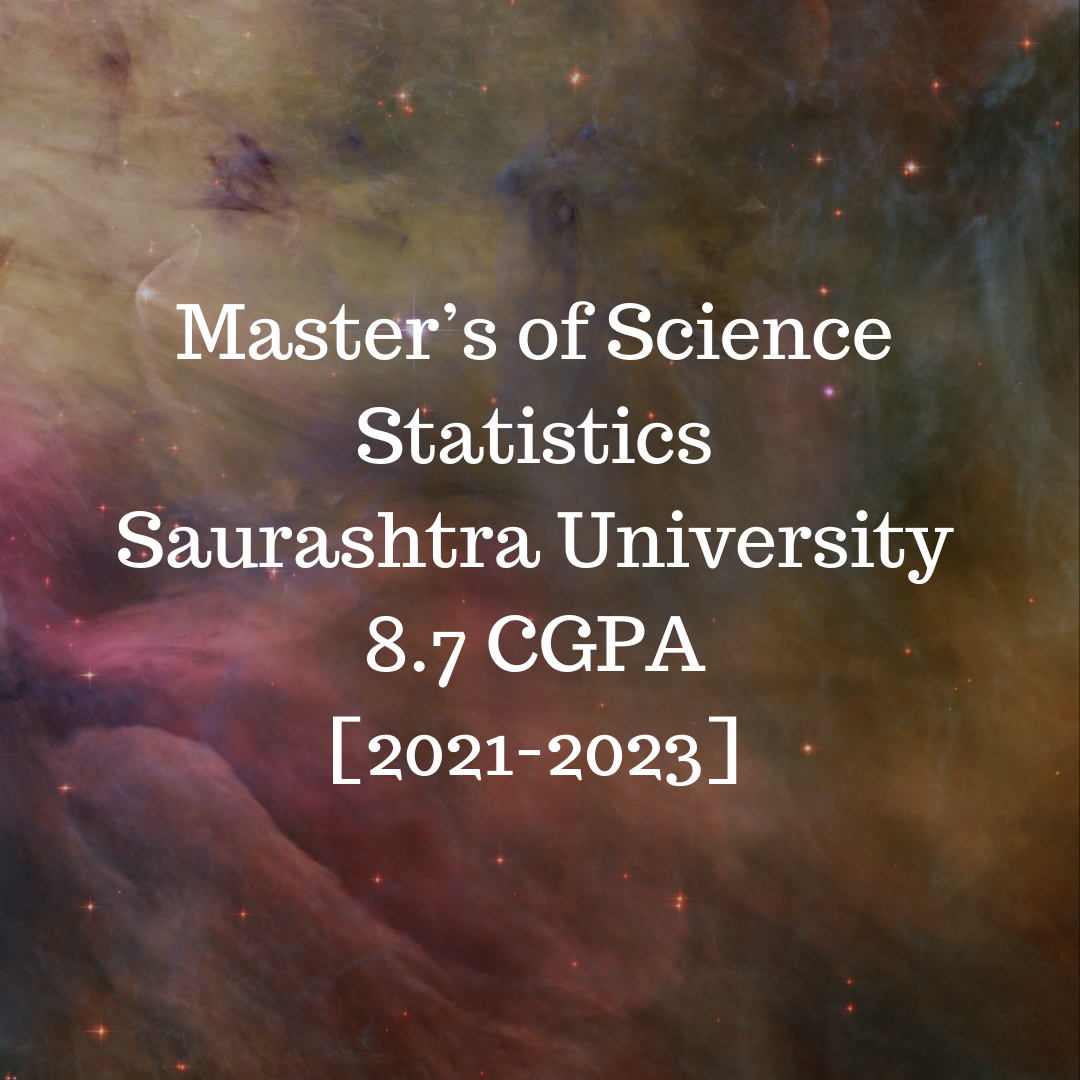 Master’s of Science
Statistics
Saurashtra University
8.7 CGPA
[2021-2023]